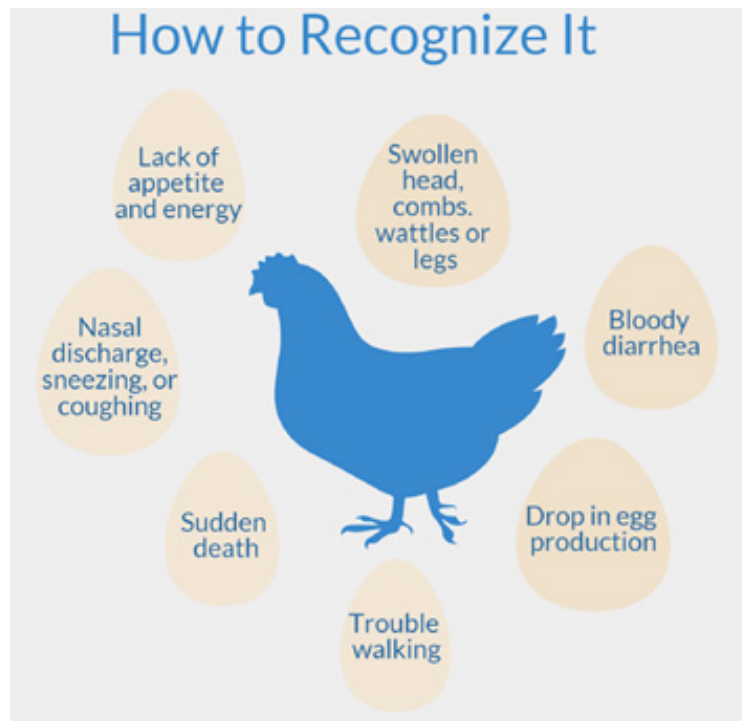 How to Recognize It
Lack of
appetite
and energy
Swollen
head,
combs.
wattles or
legs
Nasal
discharge,
sneezing, or
coughing
Bloody
diarrhea
Sudden
death
Drop in egg
production
Trouble
walking